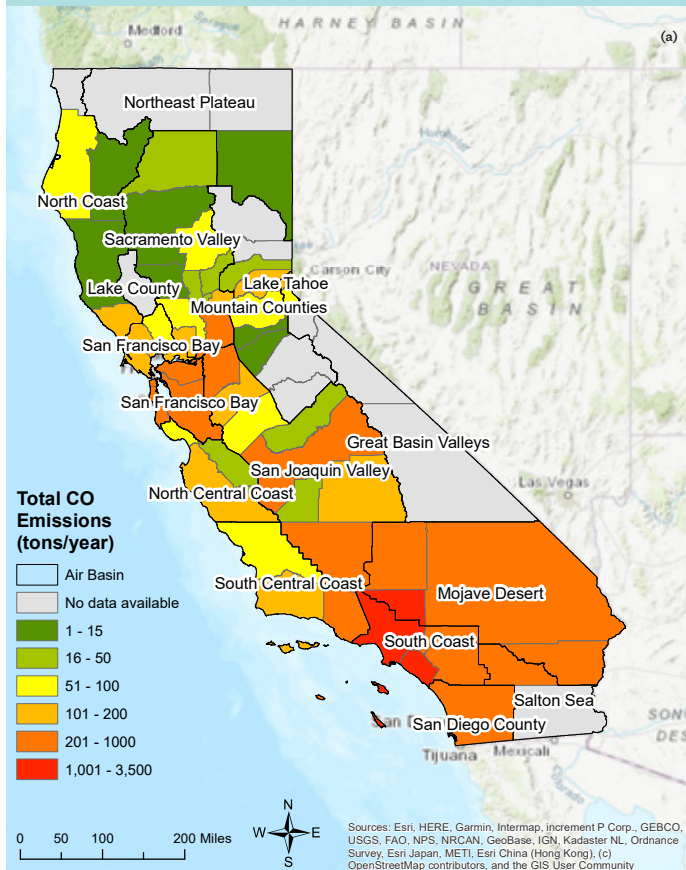 HARNEY BASIN
Medford
(a)
Northeast Plateau
Humboldt
North Coast
Sacramento Valley
Carson City
NEVADA
Lake Tahoe
Lake County
GREAT
BASIN
Mountain Counties
San Francisco Bay
San Francisco Bay
Great Basin Valleys
San Joaquin Valley
Las Vegas
North Central Coast
Total CO
Emissions
(tons/year)
Air Basin
No data available
1 - 15
16 - 50
51 - 100
101 - 200
201 - 1000
1,001 - 3,500
South Central Coast
Mojave Desert
South Coast
Salton Sea
San Diego County
Tijuana
Mexicali
N
W
E
S
0 50 100 200 Miles
Sources: Esri, HERE, Garmin, Intermap, increment P Corp., GEBCO,
USGS, FAO, NPS, NRCAN, GeoBase, IGN, Kadaster NL, Ordnance
Survey, Esri Japan, METI, Esri China (Hong Kong), (c)
OpenStreetMap contributors, and the GIS User Community